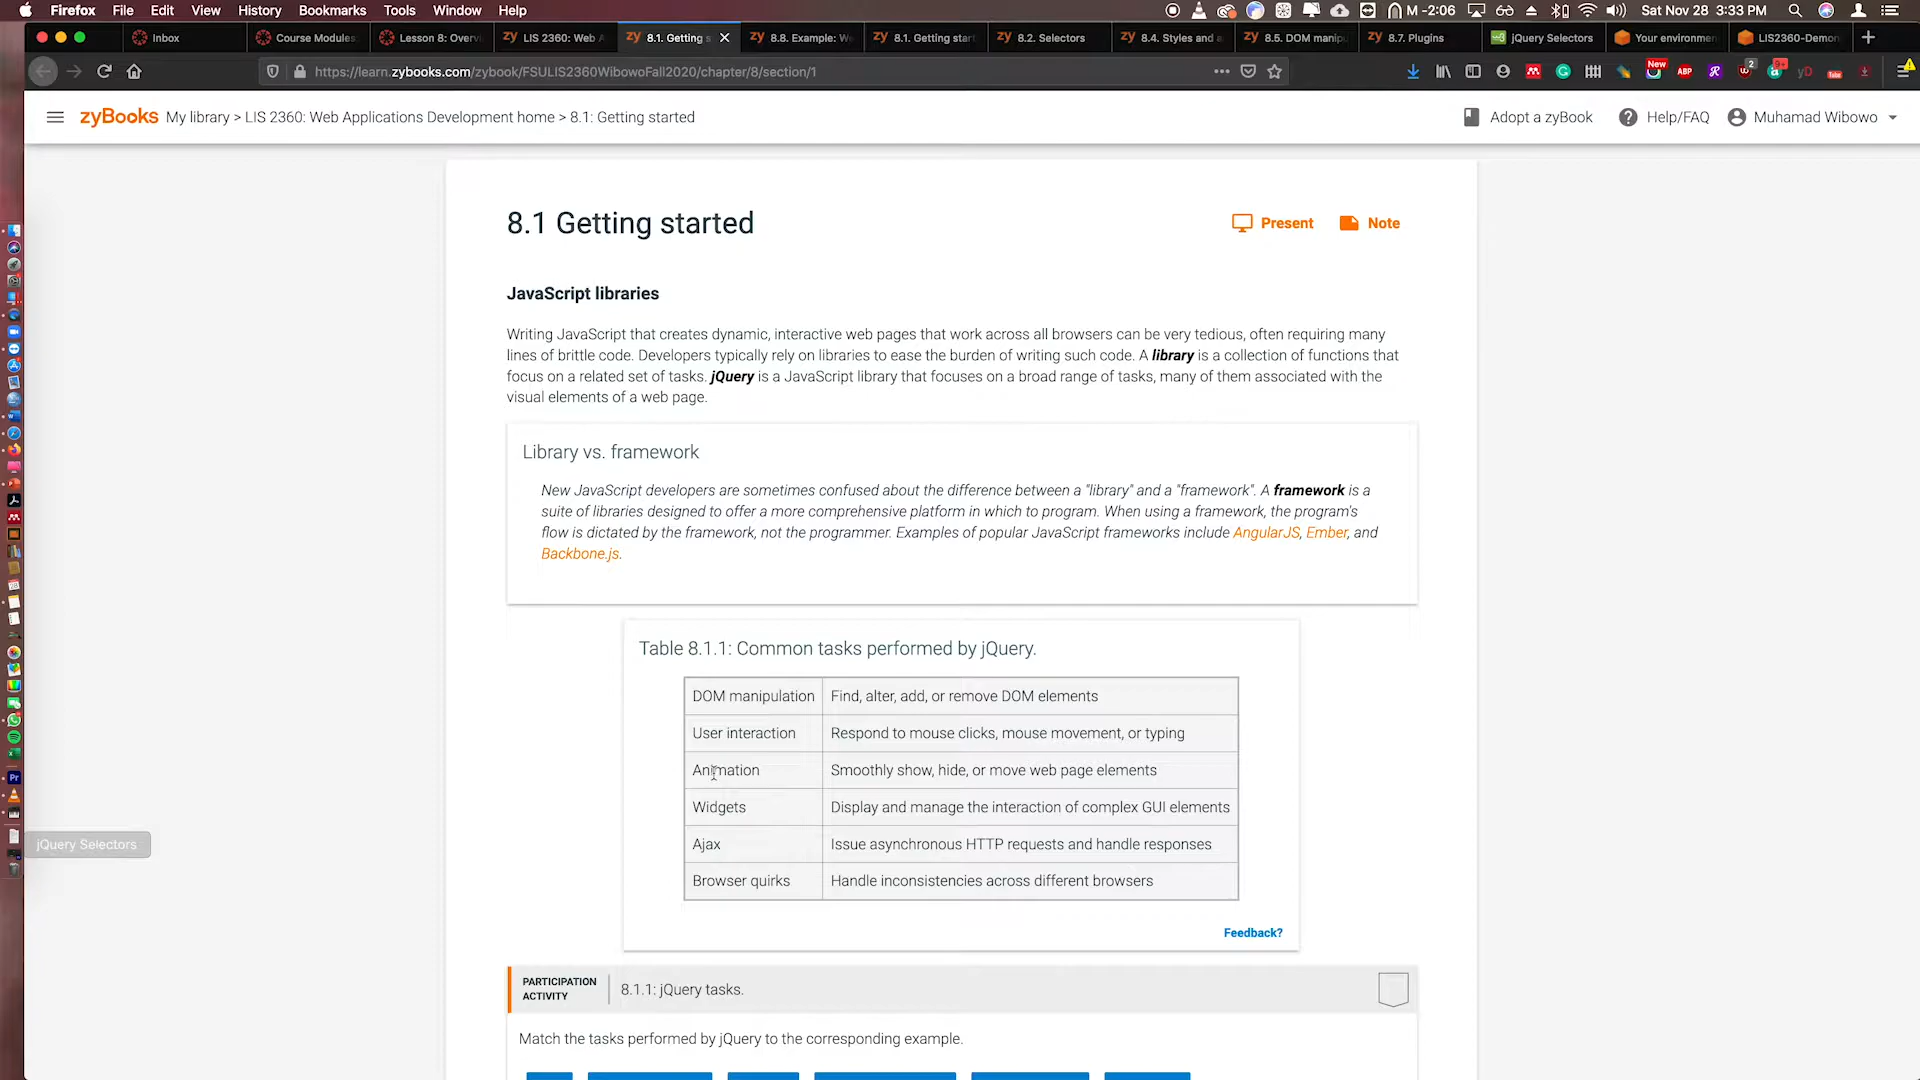 Firefox File Edit View History Bookmarks Tools Window Help
M -2:06 Sat Nov 28 3:33 PM
Inbox Course Modules Lesson 8: Overvi LIS 2360: Web A 8.1. Getting s 8.8. Example: We 8.1. Getting start 8.2. Selectors 8.4. Styles and a 8.5. DOM manipu 8.7. Plugins jQuery Selectors Your environmen LIS2360-Demon
https://learn.zybooks.com/zybook/FSULIS2360WibowoFall2020/chapter/8/section/1
zyBooks My library > LIS 2360: Web Applications Development home > 8.1: Getting started
Adopt a zyBook Help/FAQ Muhamad Wibowo
8.1 Getting started
Present Note
JavaScript libraries
Writing JavaScript that creates dynamic, interactive web pages that work across all browsers can be very tedious, often requiring many
lines of brittle code. Developers typically rely on libraries to ease the burden of writing such code. A library is a collection of functions that
focus on a related set of tasks. jQuery is a JavaScript library that focuses on a broad range of tasks, many of them associated with the
visual elements of a web page.
Library vs. framework
New JavaScript developers are sometimes confused about the difference between a "library" and a "framework". A framework is a
suite of libraries designed to offer a more comprehensive platform in which to program. When using a framework, the program's
flow is dictated by the framework, not the programmer. Examples of popular JavaScript frameworks include AngularJS, Ember, and
Backbone.js.
Table 8.1.1: Common tasks performed by jQuery.
DOM manipulation Find, alter, add, or remove DOM elements
User interaction Respond to mouse clicks, mouse movement, or typing
Animation Smoothly show, hide, or move web page elements
Widgets Display and manage the interaction of complex GUI elements
Ajax Issue asynchronous HTTP requests and handle responses
Browser quirks Handle inconsistencies across different browsers
jQuery Selectors
Feedback?
PARTICIPATION
ACTIVITY
8.1.1: jQuery tasks.
Match the tasks performed by jQuery to the corresponding example.